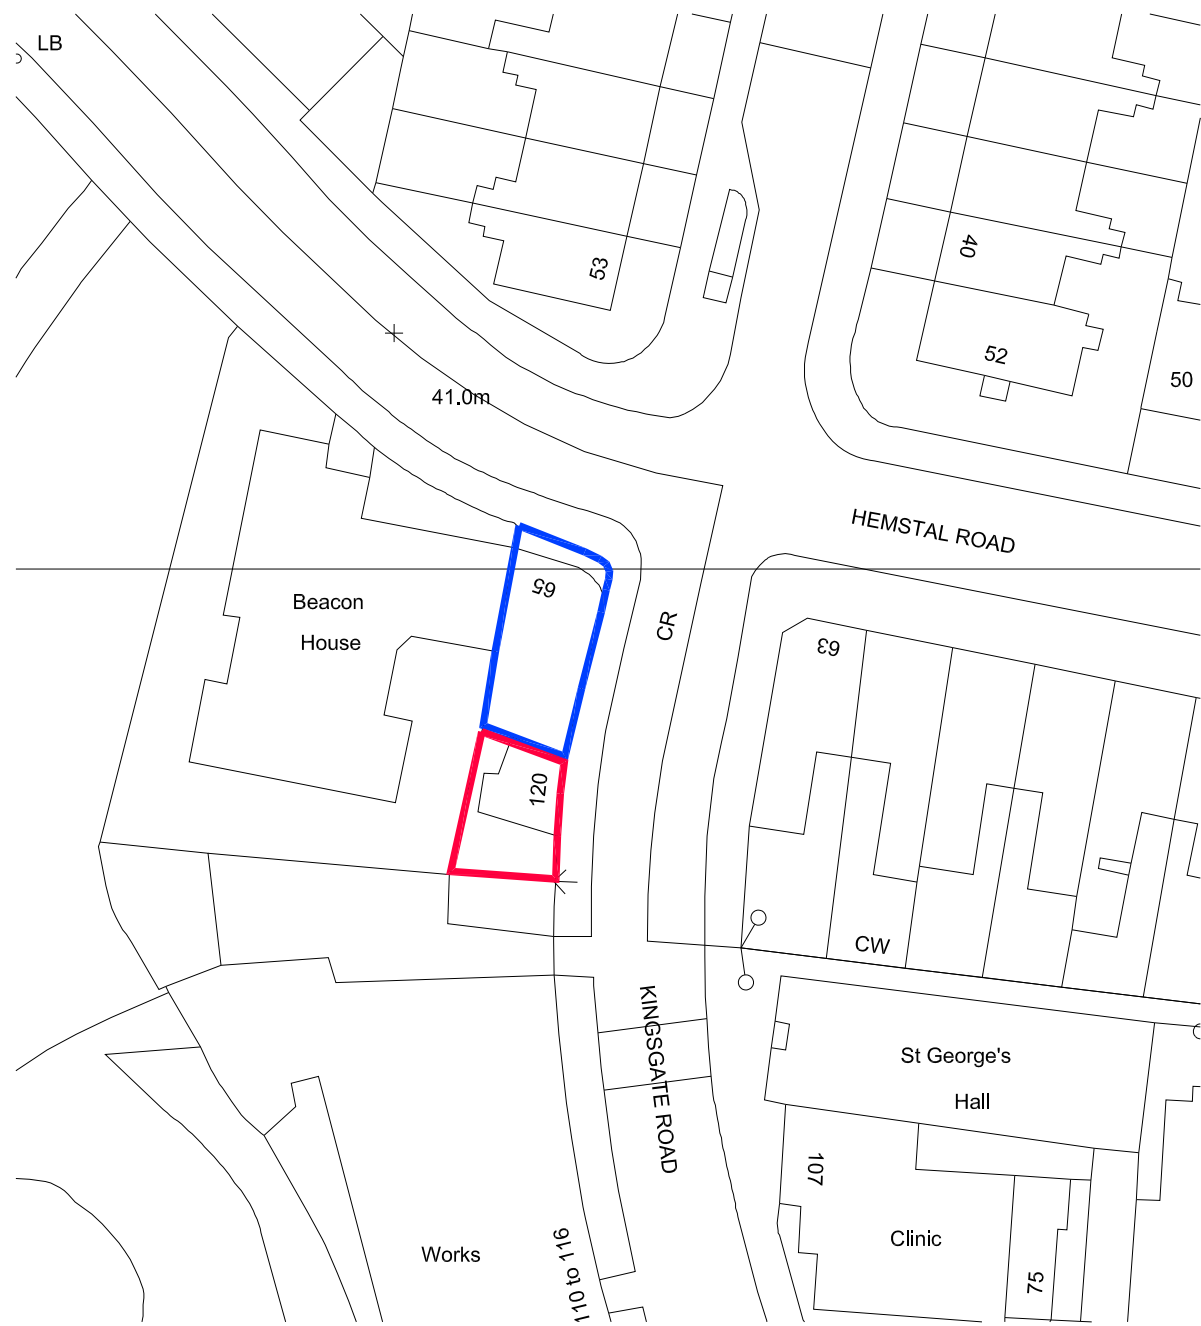 LB
53
40
52
50
41.0m
HEMSTAL ROAD
65
Beacon
House
CR
63
120
CW
KINGSGATE ROAD
St George's
Hall
107
Clinic
Works
110 to 116
75